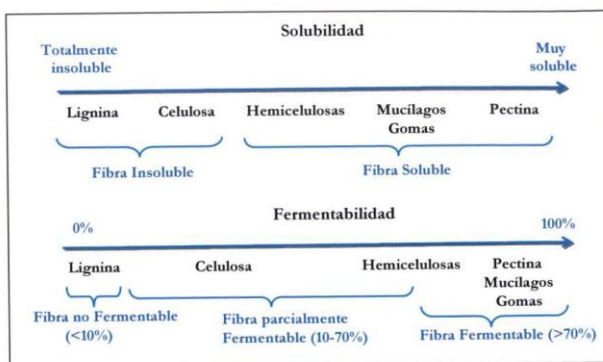 Solubilidad
Totalmente insoluble
Muy soluble
Lignina Celulosa Hemicelulosas Mucílagos Gomas Pectina
Fibra Insoluble Fibra Soluble
Fermentabilidad
0% 100%
Lignina Celulosa Hemicelulosas Pectina Mucílagos Gomas
Fibra no Fermentable (<10%)
Fibra parcialmente Fermentable (10-70%)
Fibra Fermentable (>70%)